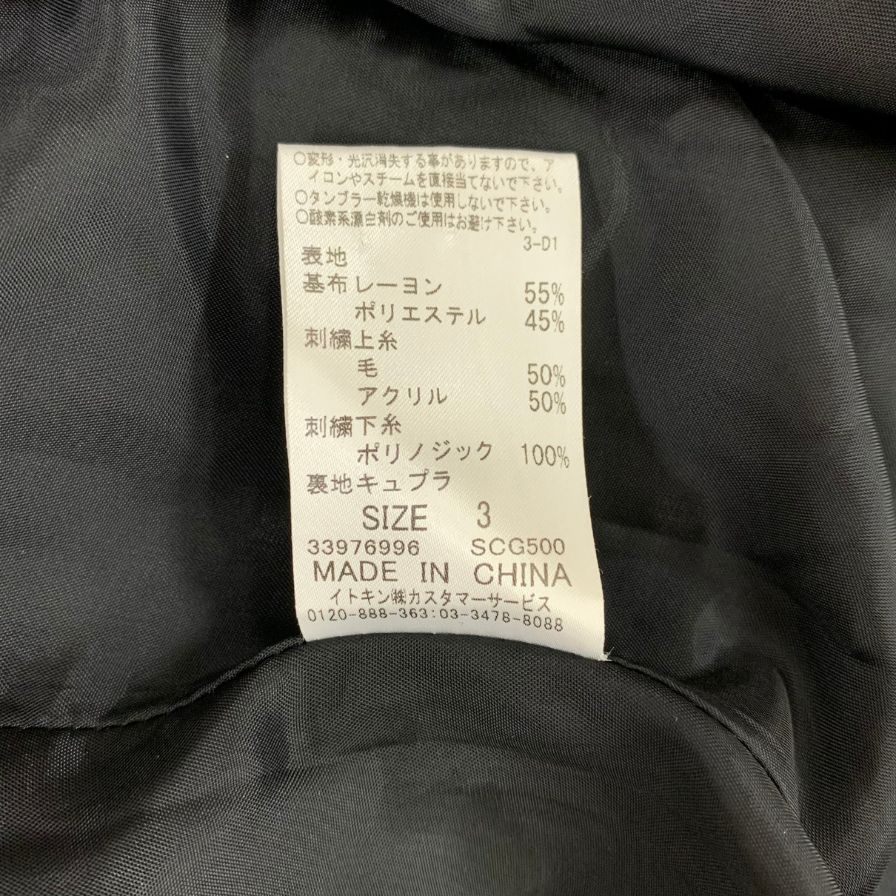 ○変形・光沢消失する事がありますので、ア
イロンやスチームを直接当てないで下さい。
○タンブラー乾燥機は使用しないで下さい。
○酸素系漂白剤のご使用はお避け下さい。
3-D1
表地
基布レーヨン 55%
ポリエステル 45%
刺繍上糸
毛 50%
アクリル 50%
刺繍下糸
ポリノジック 100%
裏地キュプラ
SIZE 3
33976996 SCG500
MADE IN CHINA
イトキン㈱カスタマーサービス
0120-888-363:03-3478-8088